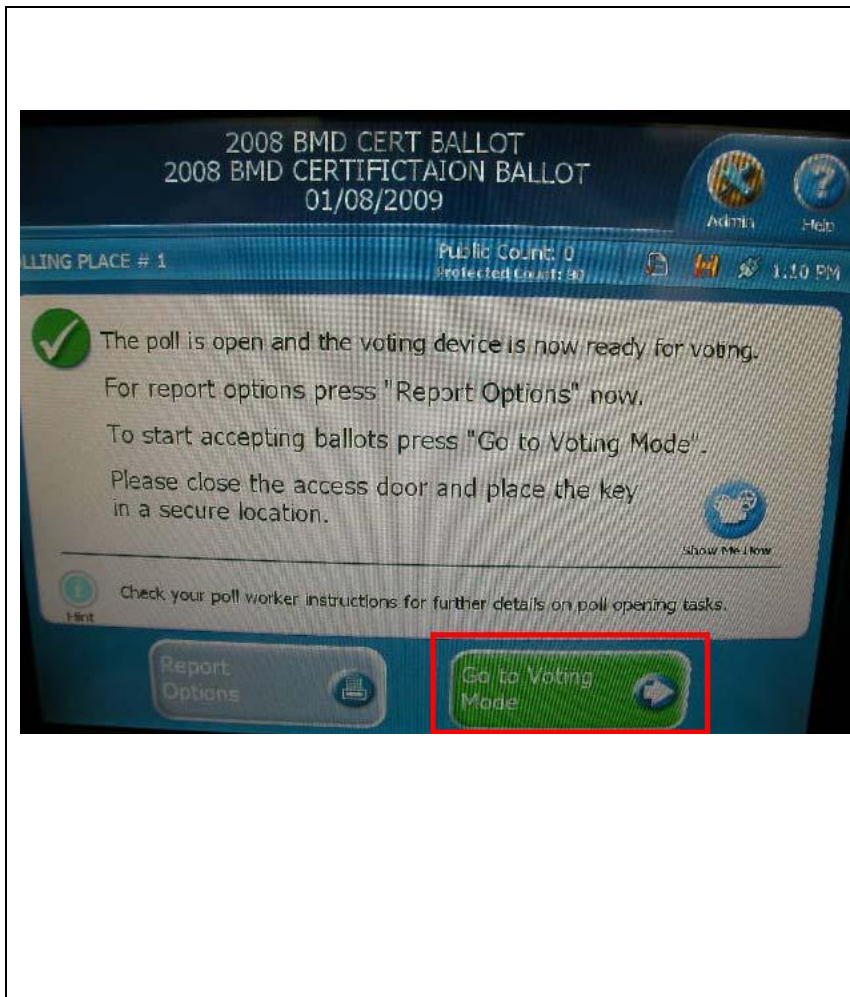 2008 BMD CERT BALLOT
2008 BMD CERTIFICTAION BALLOT
01/08/2009
Admin
Help
LLING PLACE # 1
Public Count: 0
Protected Count: 90
1:10 PM
The poll is open and the voting device is now ready for voting.
For report options press "Report Options" now.
To start accepting ballots press "Go to Voting Mode".
Please close the access door and place the key
in a secure location.
Show Me How
Hint
Check your poll worker instructions for further details on poll opening tasks.
Report
Options
Go to Voting
Mode